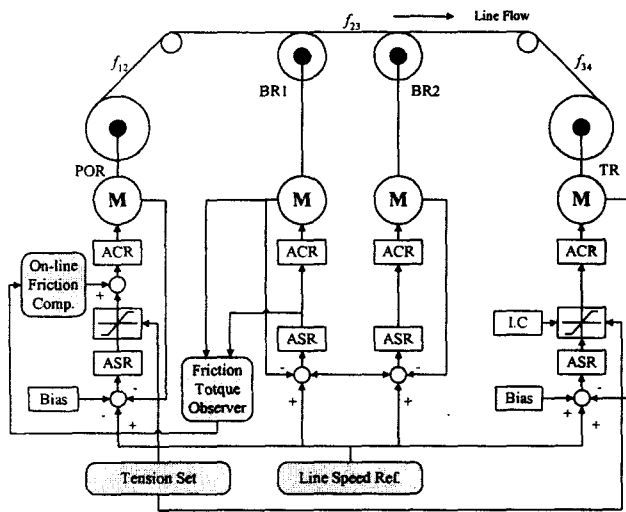 f23
Line Flow
f12
f34
BR1
BR2
POR
TR
M
M
M
M
ACR
ACR
ACR
ACR
On-line
Friction
Comp.
+
I.C
ASR
ASR
ASR
ASR
Friction
Totque
Observer
Bias
-
-
+
-
+
-
+
Bias
+
-
+
Tension Set
Line Speed Ref.